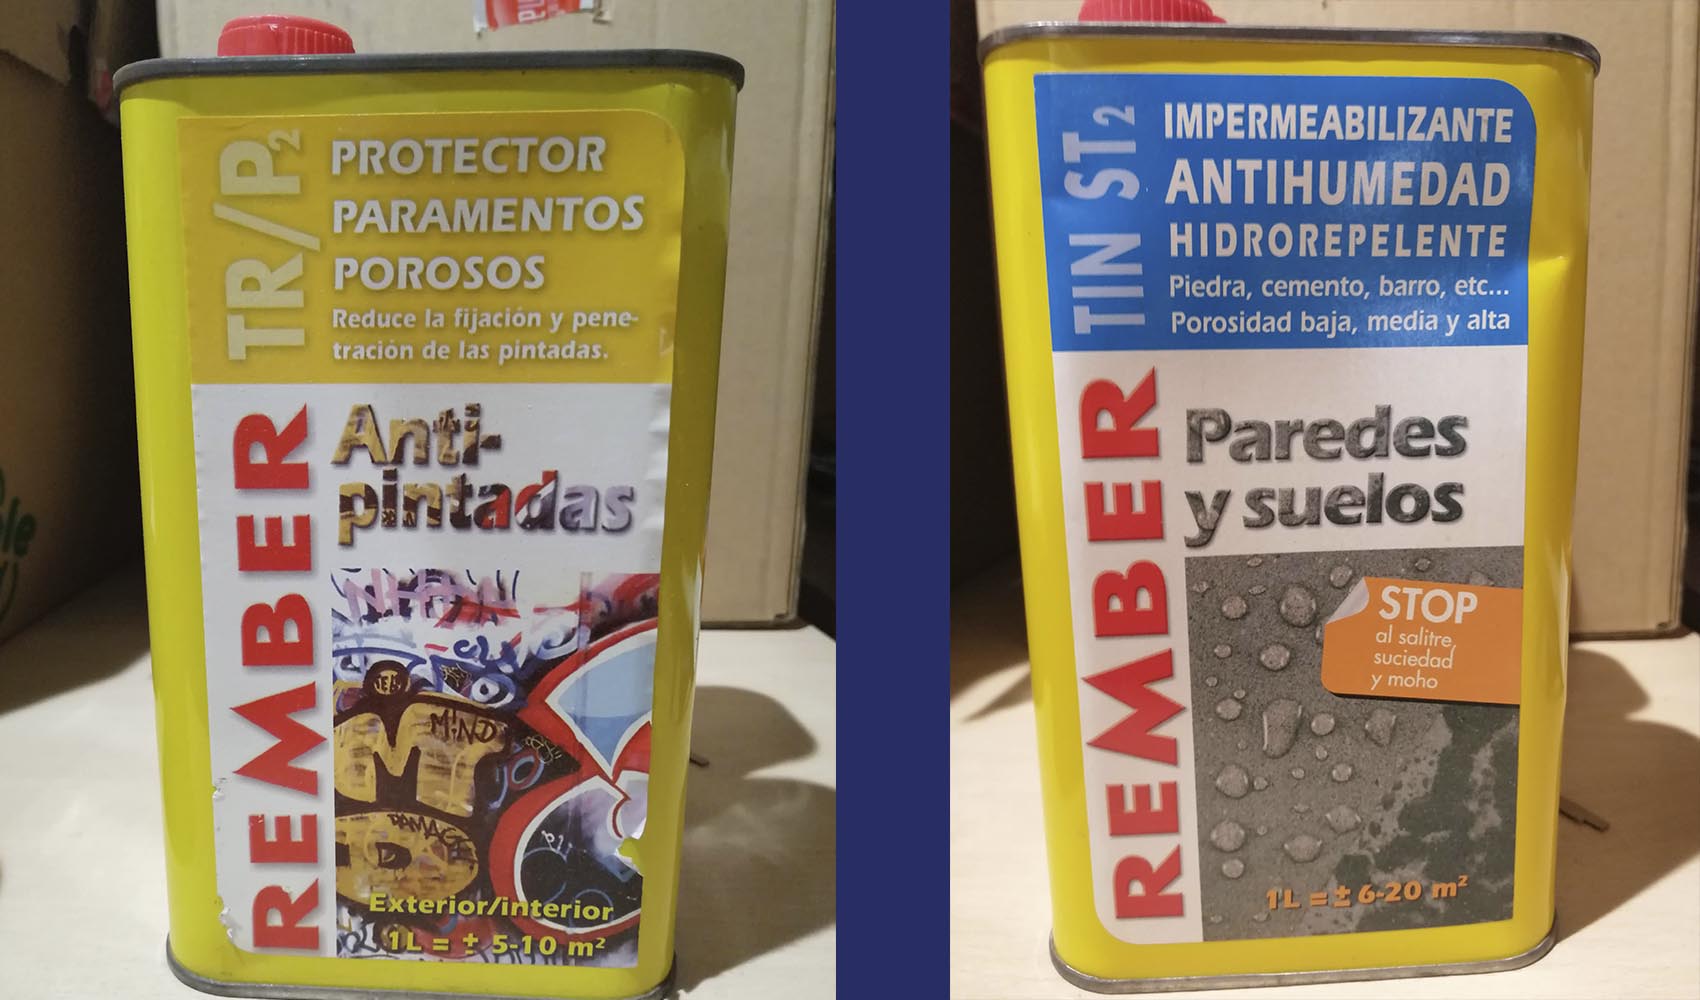 TR/P2
PROTECTOR
PARAMENTOS
POROSOS
Reduce la fijación y pene-
tración de las pintadas.
REMBER
Anti-
pintadas
M!ND
DAMAG
Exterior/interior
1L = ± 5-10 m²
TIN ST2
IMPERMEABILIZANTE
ANTIHUMEDAD
HIDROREPELENTE
Piedra, cemento, barro, etc...
Porosidad baja, media y alta
REMBER
Paredes
y suelos
STOP
al salitre,
suciedad
y moho
1L = ± 6-20 m²